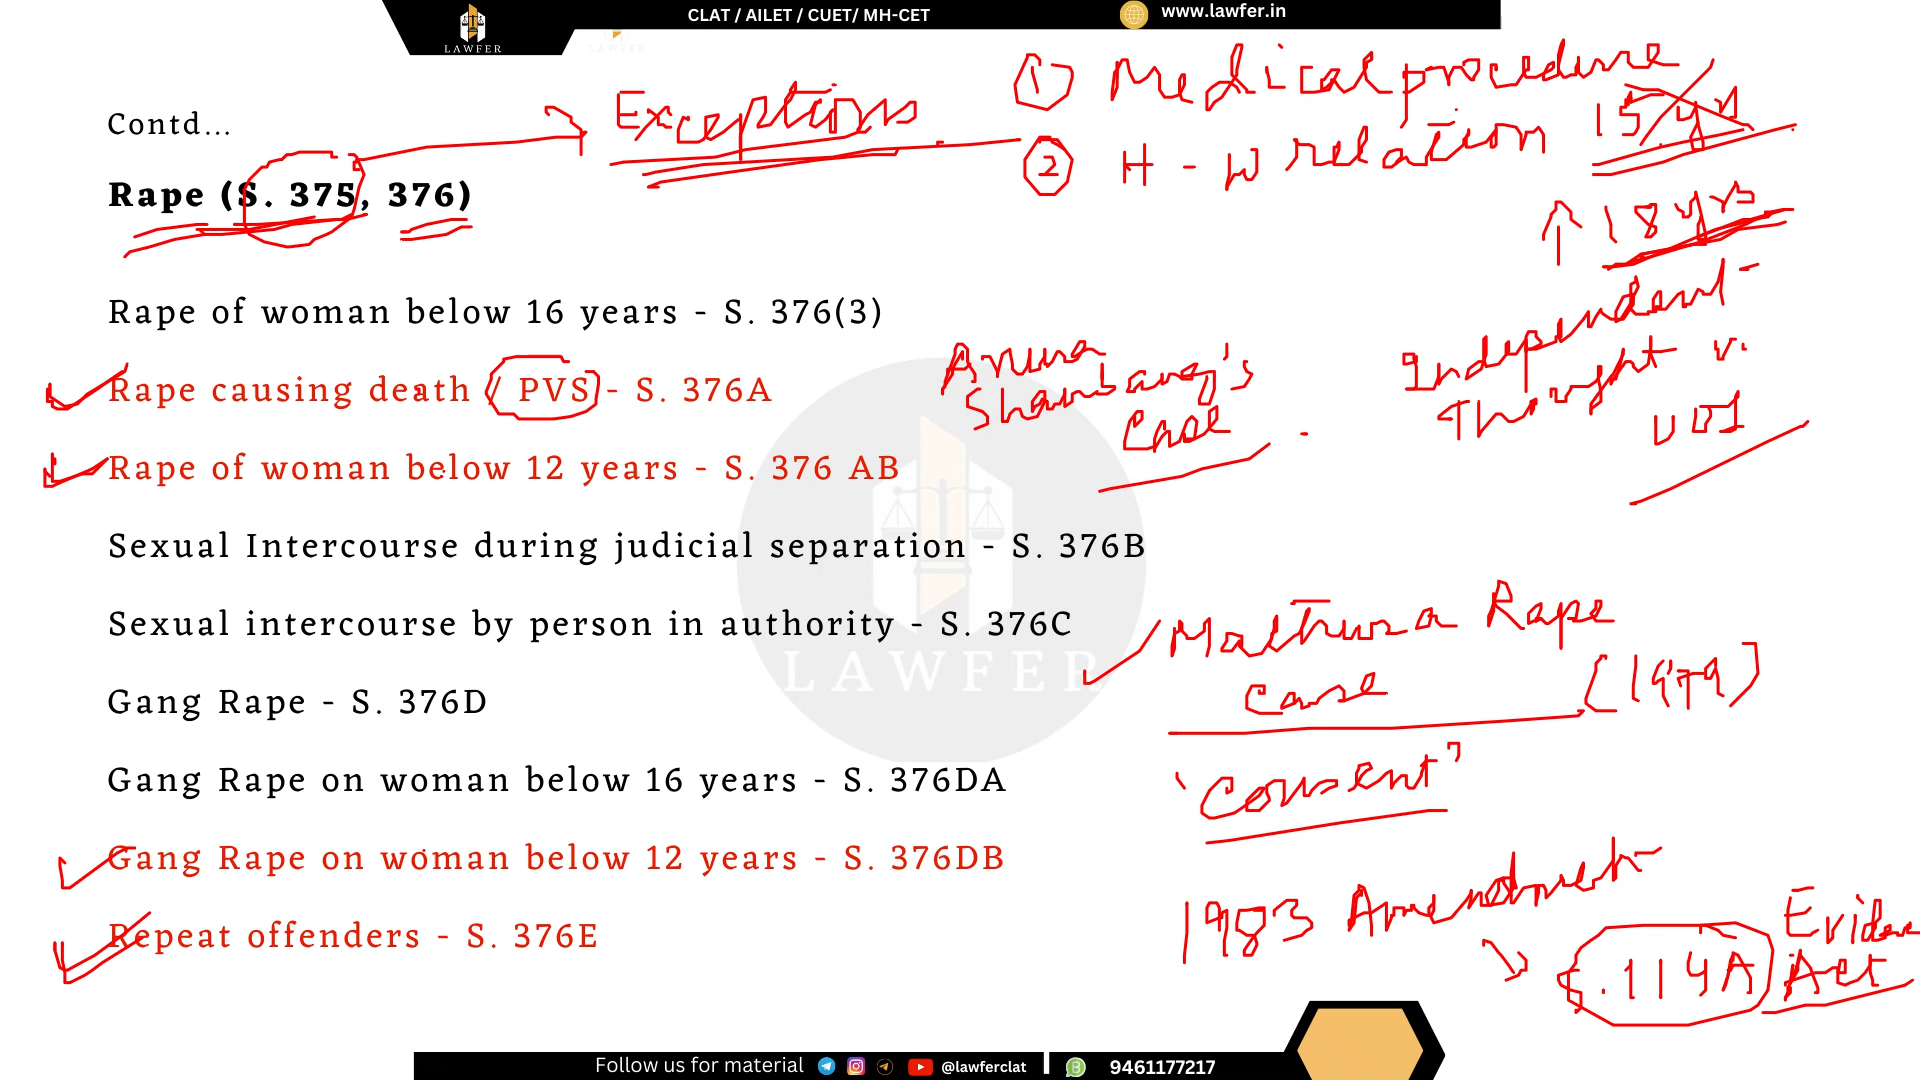 CLAT / AILET / CUET/ MH-CET
www.lawfer.in
LAWFER
LAWFER
Contd...
Exceptions
① Medical procedure
② H - W relation 15 yrs
Rape (S. 375, 376)
↑ 18 yrs
Rape of woman below 16 years - S. 376(3)
Independent
Thought v.
UOI
Rape causing death / PVS - S. 376A
Aruna
Shanbaug's
Case
Rape of woman below 12 years - S. 376 AB
Sexual Intercourse during judicial separation - S. 376B
Sexual intercourse by person in authority - S. 376C
LAWFER
Mathura Rape
Case (1979)
Gang Rape - S. 376D
"Consent"
Gang Rape on woman below 16 years - S. 376DA
Gang Rape on woman below 12 years - S. 376DB
1983 Amendment
Repeat offenders - S. 376E
S. 114A Evidence
Act
Follow us for material @lawferclat 9461177217